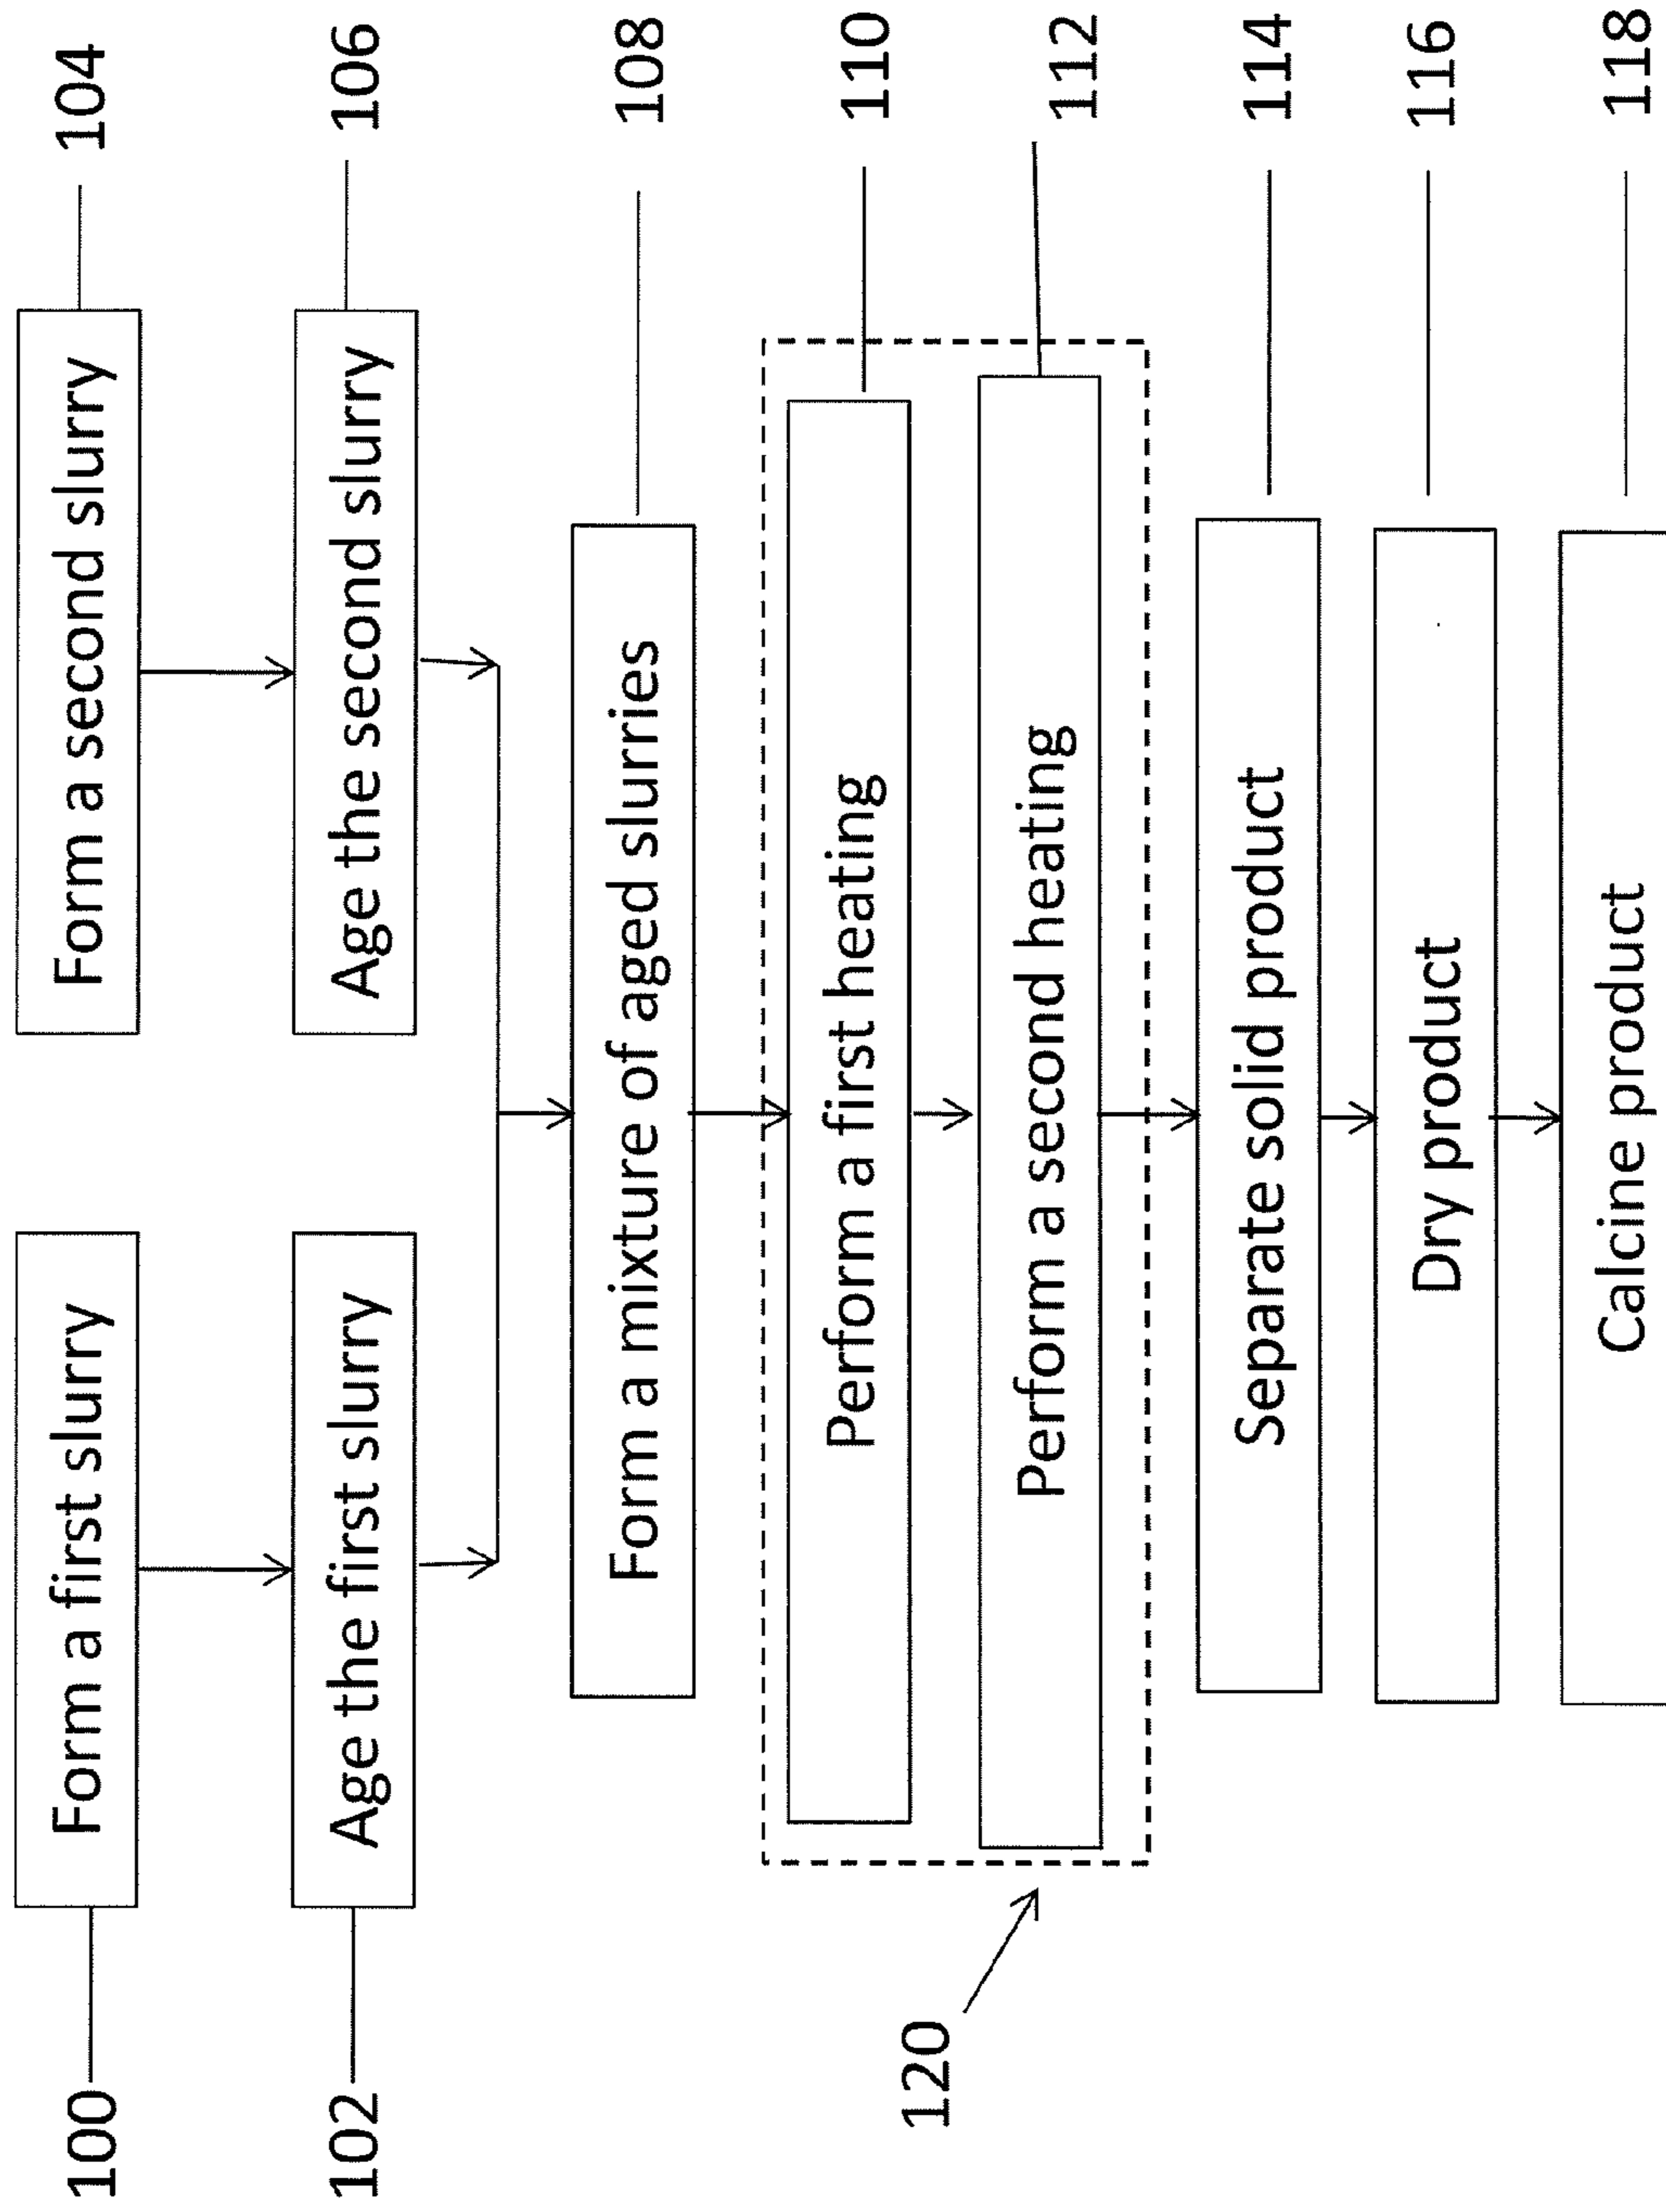 100
Form a first slurry
Form a second slurry
104
102
Age the first slurry
Age the second slurry
106
Form a mixture of aged slurries
108
Perform a first heating
110
120
Perform a second heating
112
Separate solid product
114
Dry product
116
Calcine product
118